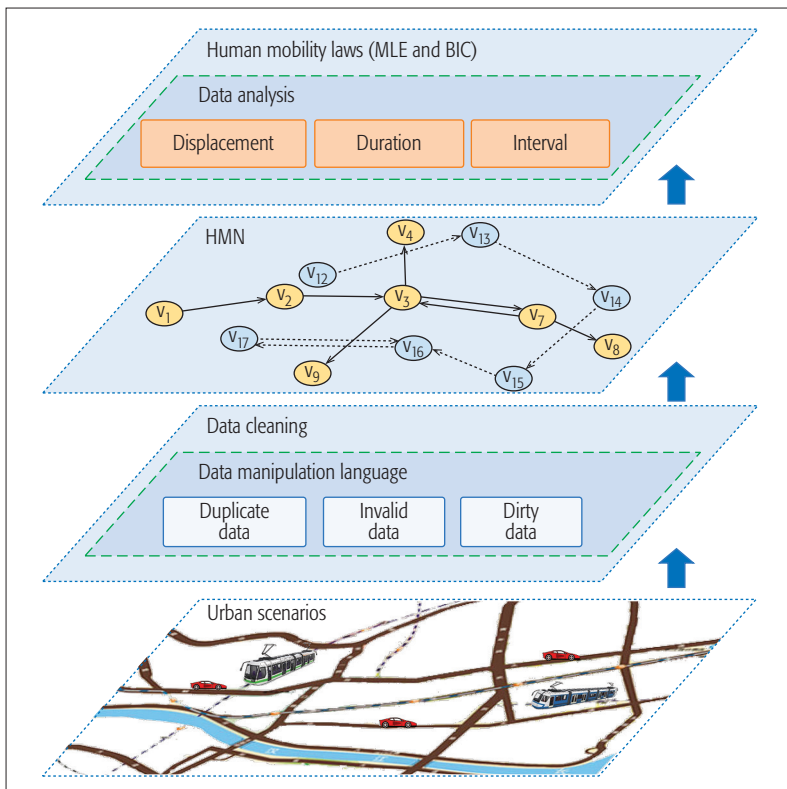 Human mobility laws (MLE and BIC)
Data analysis
Displacement
Duration
Interval
HMN
V4
V13
V12
V1
V2
V3
V7
V14
V17
V16
V8
V9
V15
Data cleaning
Data manipulation language
Duplicate
data
Invalid
data
Dirty
data
Urban scenarios